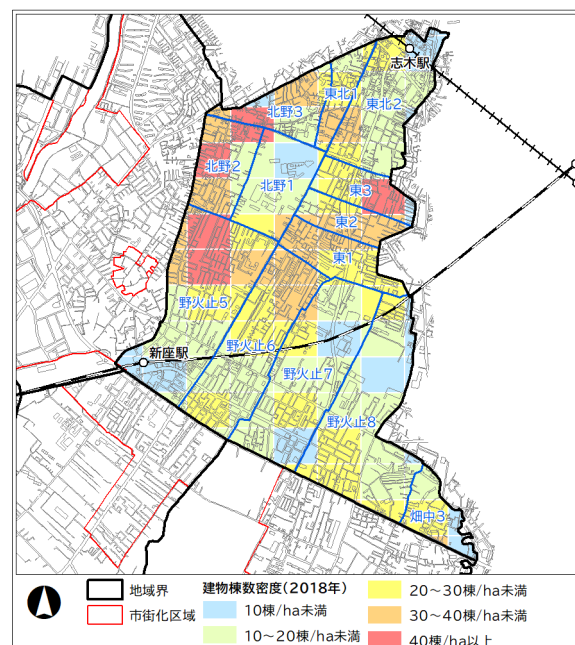 志木駅
東北1
東北2
北野3
北野2
北野1
東3
東2
東1
野火止5
野火止6
新座駅
野火止7
野火止8
畑中3
地域界
市街化区域
建物棟数密度(2018年)
10棟/ha未満
10～20棟/ha未満
20～30棟/ha未満
30～40棟/ha未満
40棟/ha以上